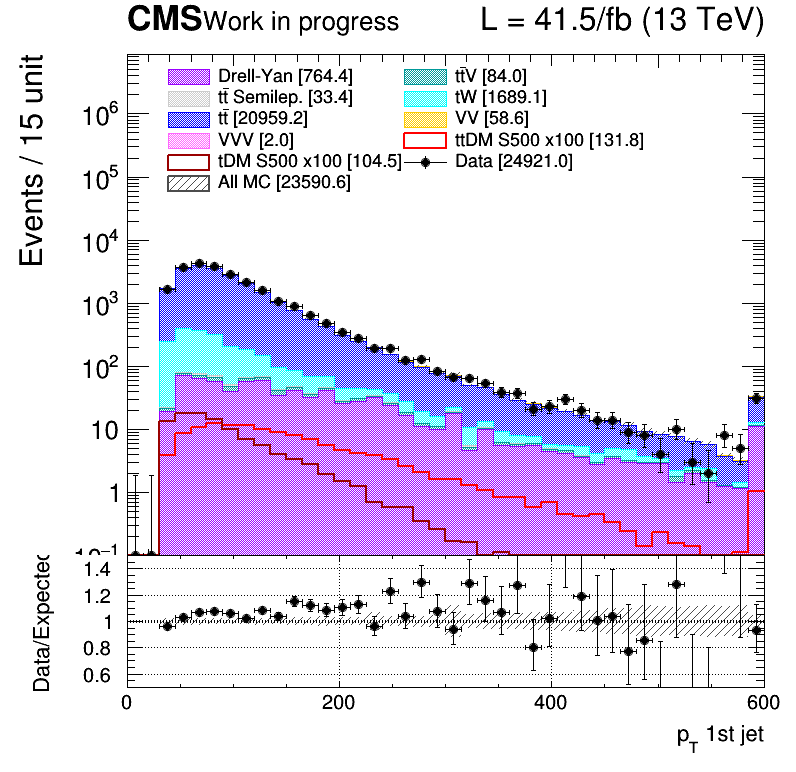 CMS Work in progress L = 41.5/fb (13 TeV)
Events / 15 unit
Drell-Yan [764.4] tt̄V [84.0]
tt̄ Semilep. [33.4] tW [1689.1]
tt̄ [20959.2] VV [58.6]
VVV [2.0] ttDM S500 x100 [131.8]
tDM S500 x100 [104.5] Data [24921.0]
All MC [23590.6]
10⁶
10⁵
10⁴
10³
10²
10
1
10⁻¹
Data/Expected
1.4
1.2
1
0.8
0.6
0 200 400 600
p_T 1st jet